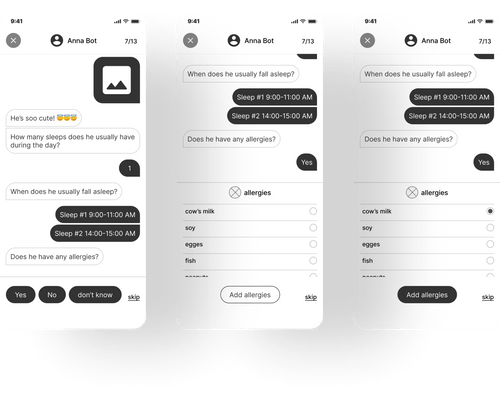 9:41
Anna Bot
7/13
He's soo cute! 😇😇😇
How many sleeps does he usually have
during the day?
1
When does he usually fall asleep?
Sleep #1 9:00-11:00 AM
Sleep #2 14:00-15:00 AM
Does he have any allergies?
Yes
No
don't know
skip
9:41
Anna Bot
7/13
When does he usually fall asleep?
Sleep #1 9:00-11:00 AM
Sleep #2 14:00-15:00 AM
Does he have any allergies?
Yes
allergies
cow's milk
soy
egges
fish
Add allergies
skip
9:41
Anna Bot
7/13
When does he usually fall asleep?
Sleep #1 9:00-11:00 AM
Sleep #2 14:00-15:00 AM
Does he have any allergies?
Yes
allergies
cow's milk
soy
egges
fish
Add allergies
skip